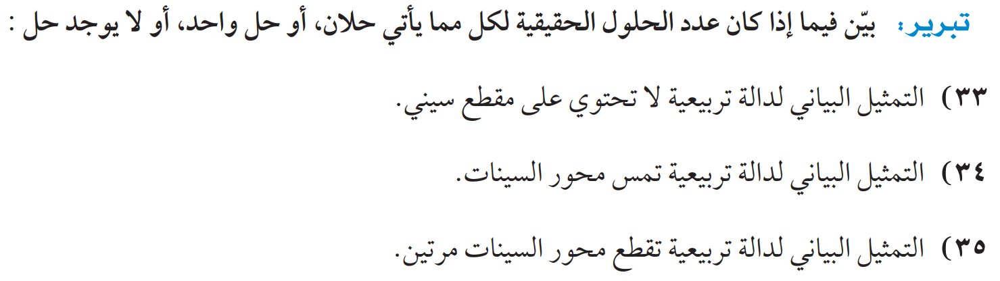 تبرير: بيّن فيما إذا كان عدد الحلول الحقيقية لكل مما يأتي حلان، أو حل واحد، أو لا يوجد حل :
٣٣) التمثيل البياني لدالة تربيعية لا تحتوي على مقطع سيني.
٣٤) التمثيل البياني لدالة تربيعية تمس محور السينات.
٣٥) التمثيل البياني لدالة تربيعية تقطع محور السينات مرتين.